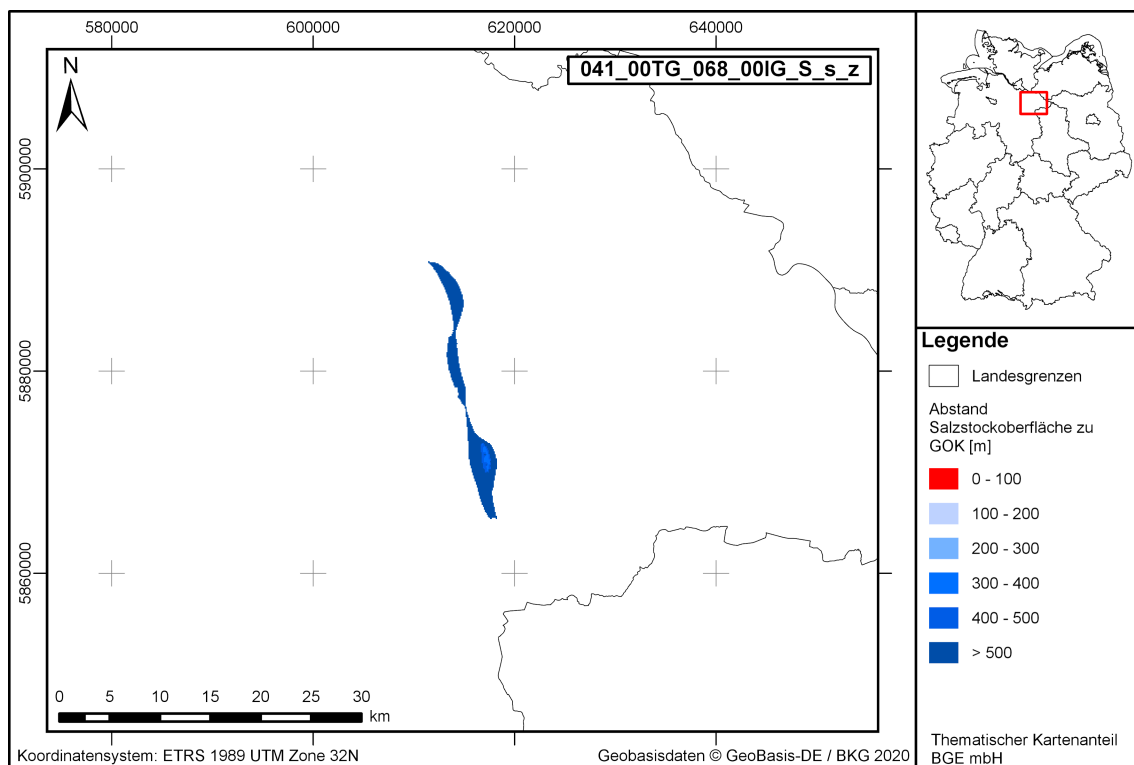 580000
600000
620000
640000
041_00TG_068_00IG_S_s_z
N
5900000
5880000
5860000
0
5
10
15
20
25
30
km
Koordinatensystem: ETRS 1989 UTM Zone 32N
Geobasisdaten © GeoBasis-DE / BKG 2020
Legende
Landesgrenzen
Abstand
Salzstockoberfläche zu
GOK [m]
0 - 100
100 - 200
200 - 300
300 - 400
400 - 500
> 500
Thematischer Kartenanteil
BGE mbH